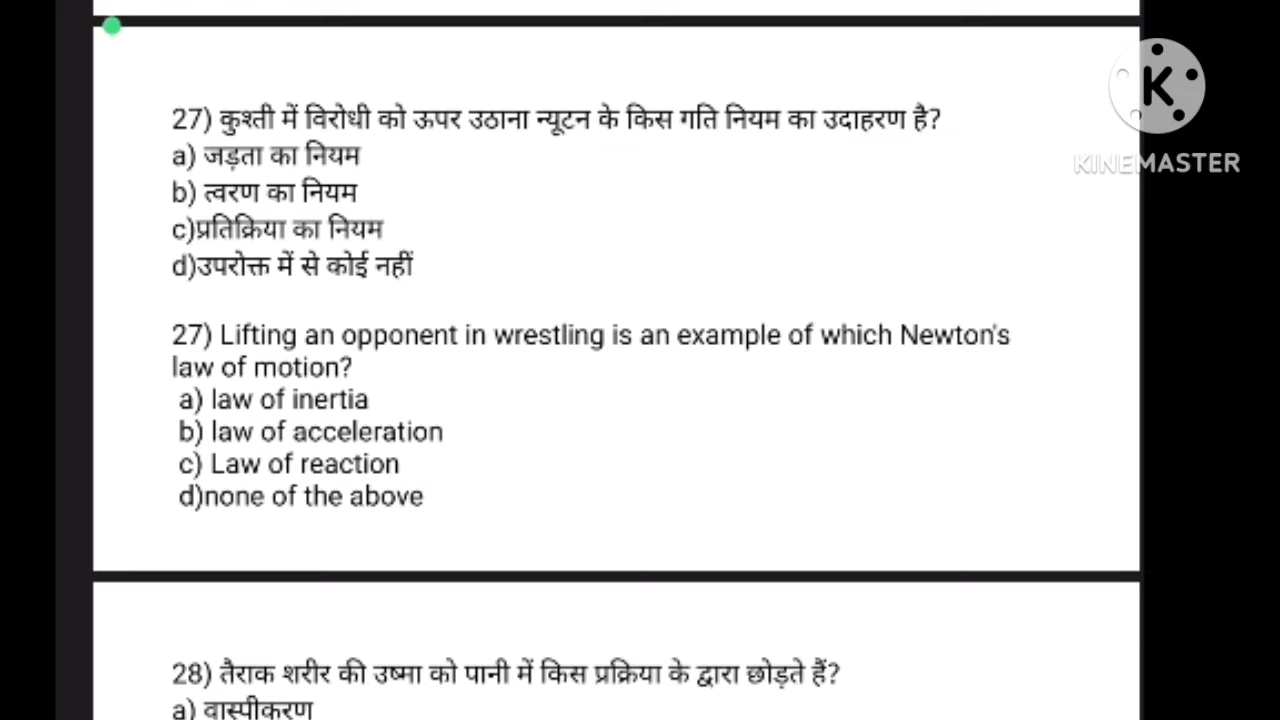 27) कुश्ती में विरोधी को ऊपर उठाना न्यूटन के किस गति नियम का उदाहरण है?
a) जड़ता का नियम
b) त्वरण का नियम
c)प्रतिक्रिया का नियम
d)उपरोक्त में से कोई नहीं
27) Lifting an opponent in wrestling is an example of which Newton's
law of motion?
a) law of inertia
b) law of acceleration
c) Law of reaction
d)none of the above
28) तैराक शरीर की उष्मा को पानी में किस प्रक्रिया के द्वारा छोड़ते हैं?
a) वास्पीकरण
K
KINEMASTER